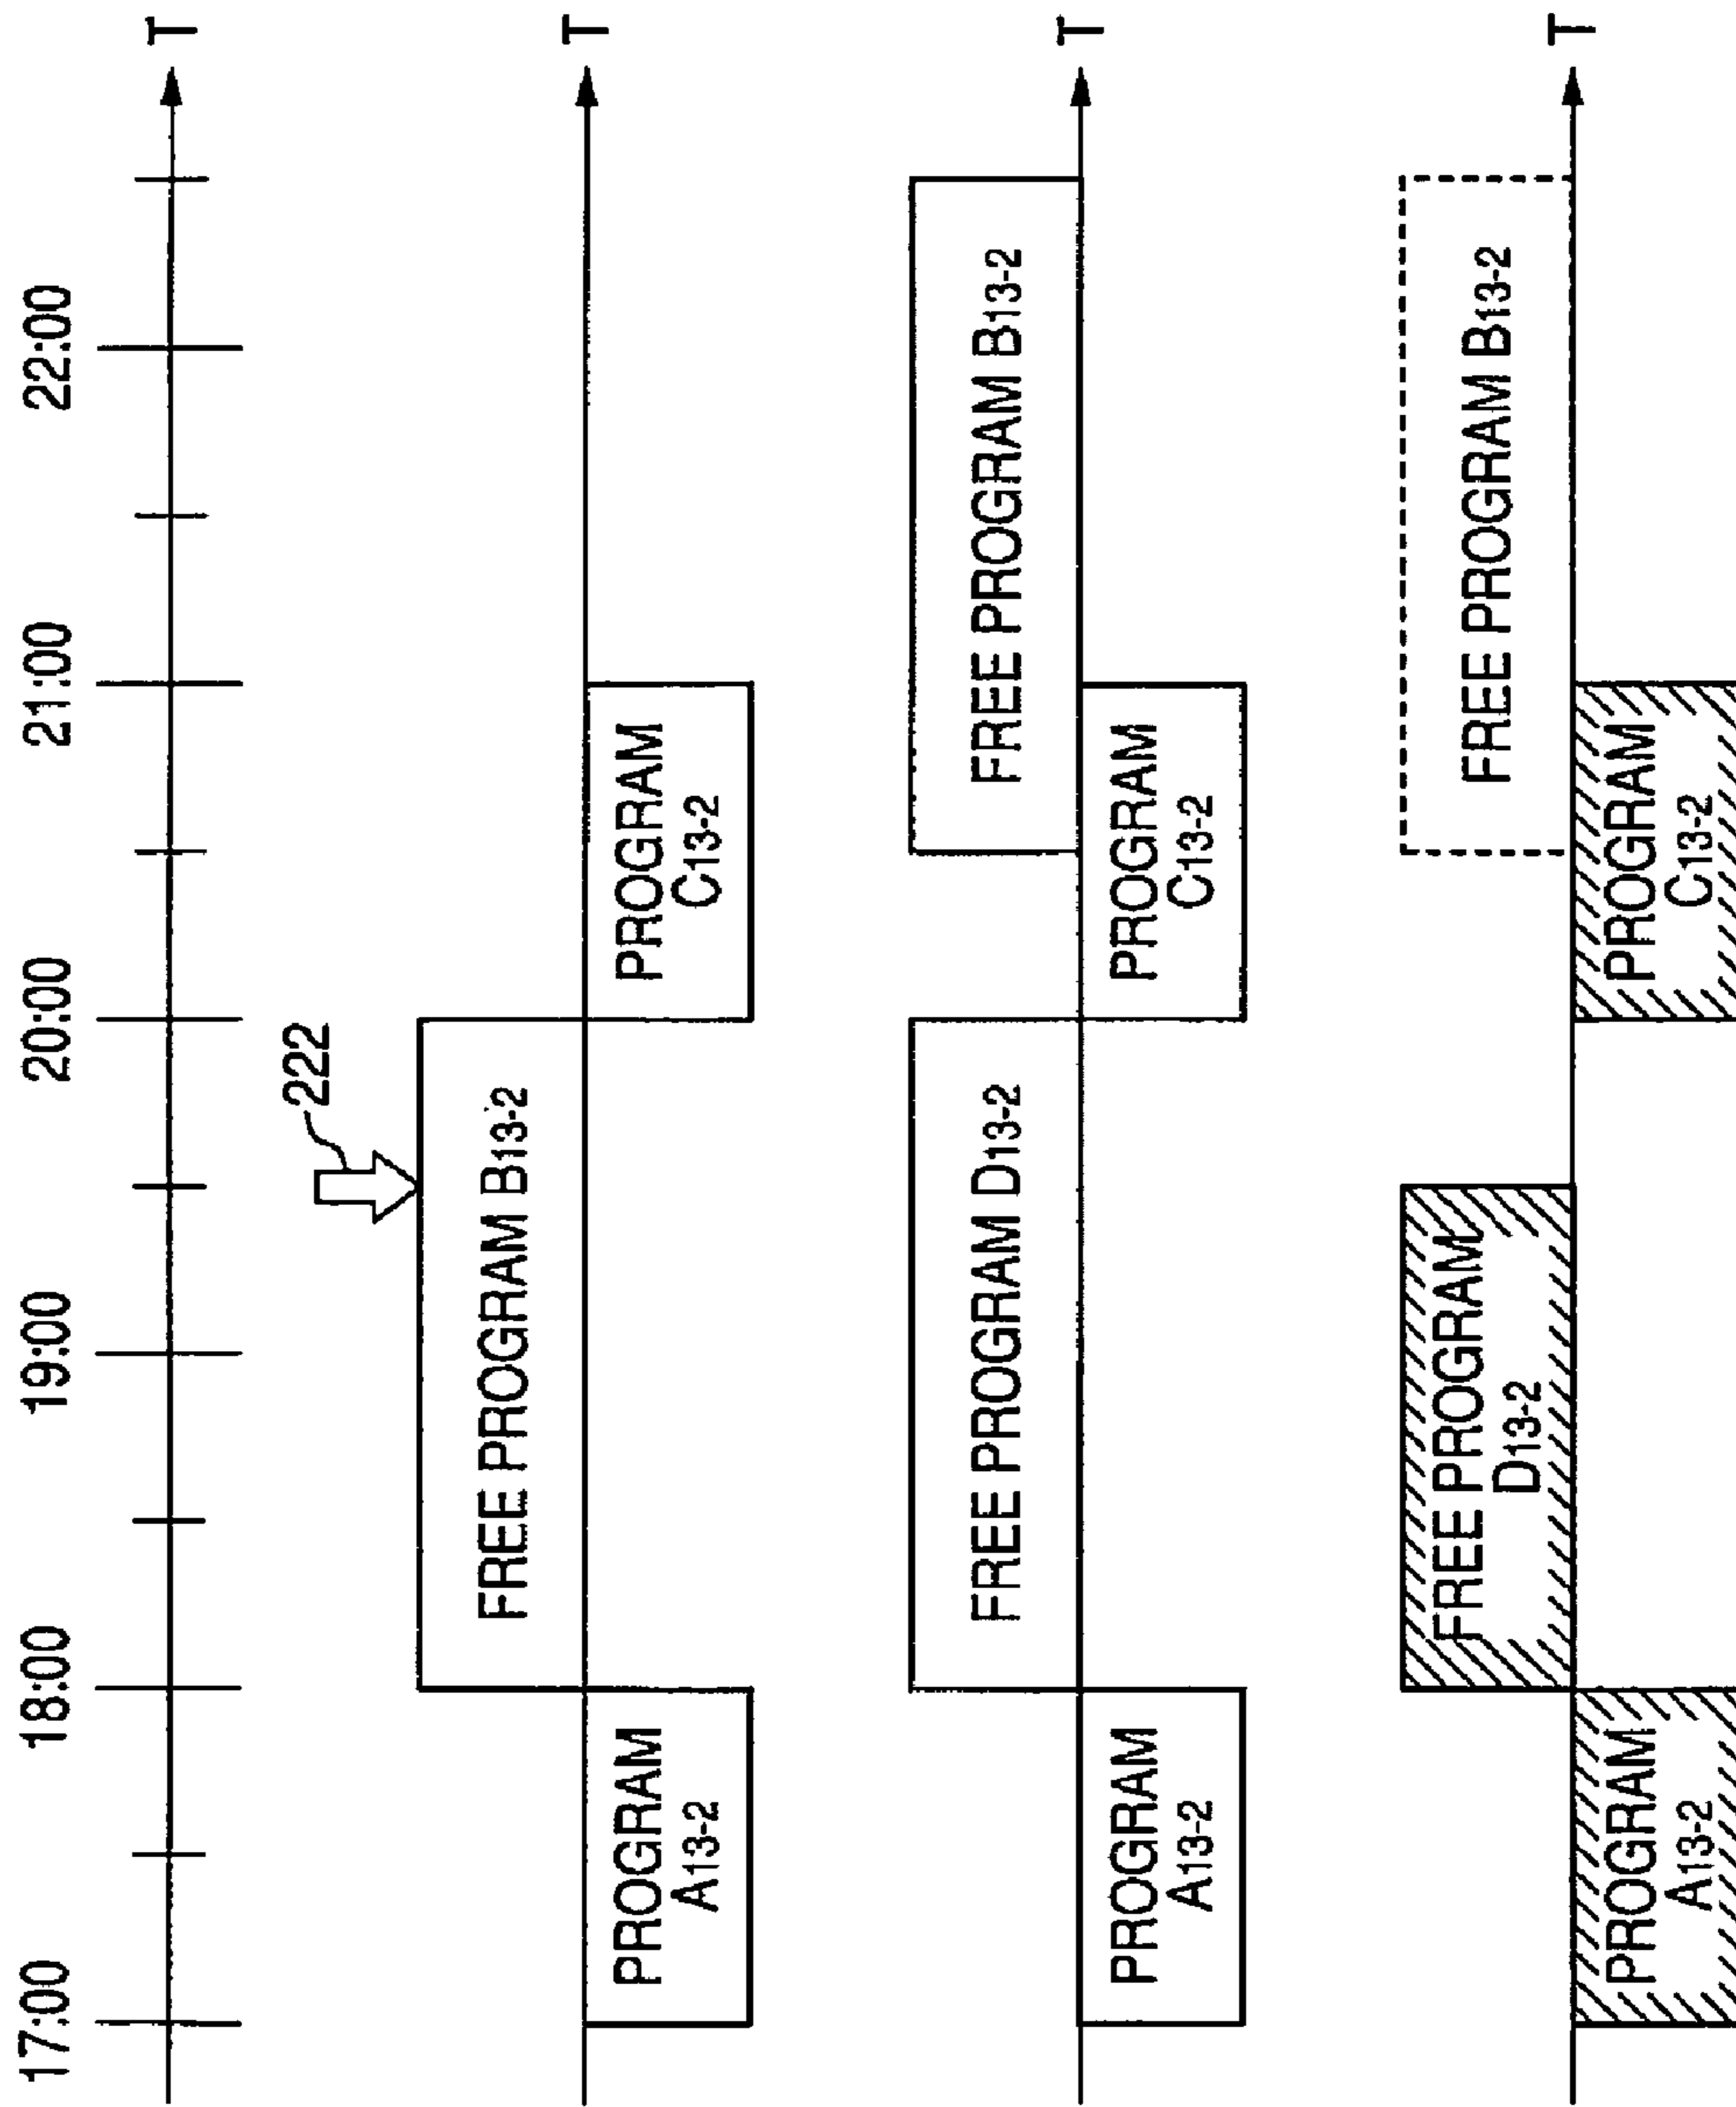 17:00
18:00
19:00
20:00
21:00
22:00
T
222
FREE PROGRAM B13-2
T
PROGRAM
A13-2
PROGRAM
C13-2
FREE PROGRAM D13-2
FREE PROGRAM B13-2
T
PROGRAM
A13-2
PROGRAM
C13-2
FREE PROGRAM
D13-2
FREE PROGRAM B13-2
T
PROGRAM
A13-2
PROGRAM
C13-2